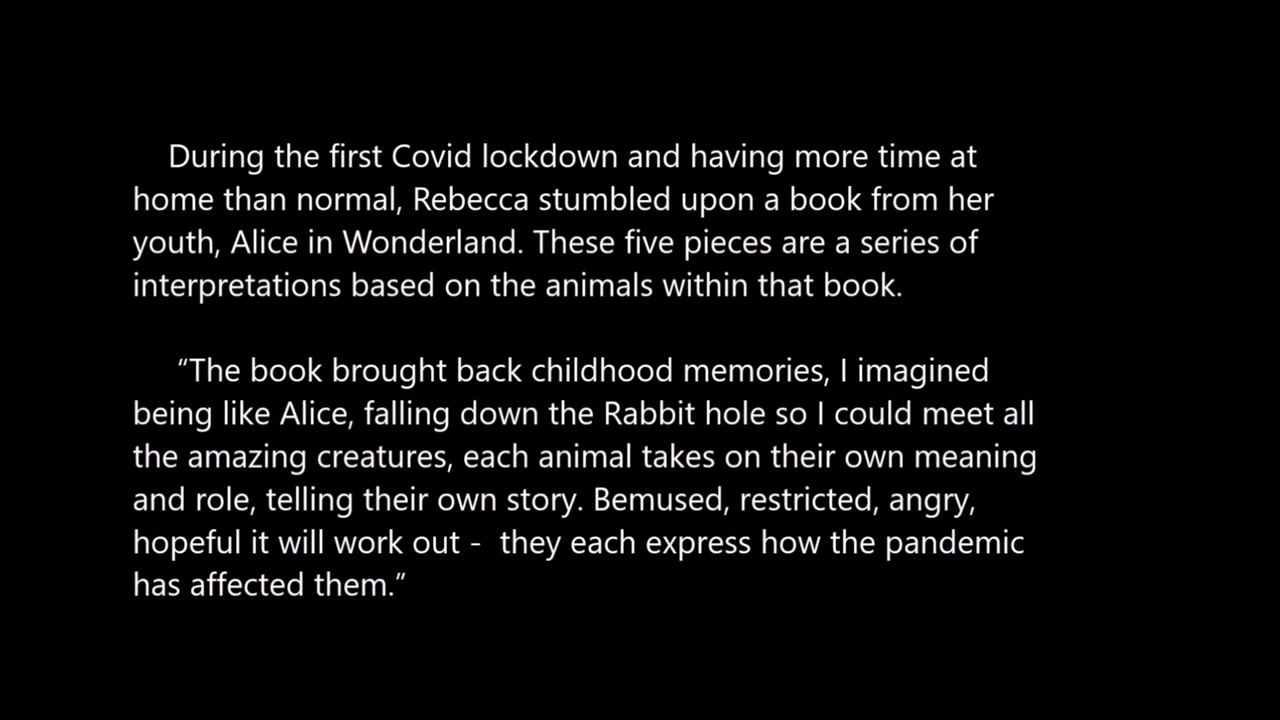 During the first Covid lockdown and having more time at
home than normal, Rebecca stumbled upon a book from her
youth, Alice in Wonderland. These five pieces are a series of
interpretations based on the animals within that book.
“The book brought back childhood memories, I imagined
being like Alice, falling down the Rabbit hole so I could meet all
the amazing creatures, each animal takes on their own meaning
and role, telling their own story. Bemused, restricted, angry,
hopeful it will work out -  they each express how the pandemic
has affected them.”